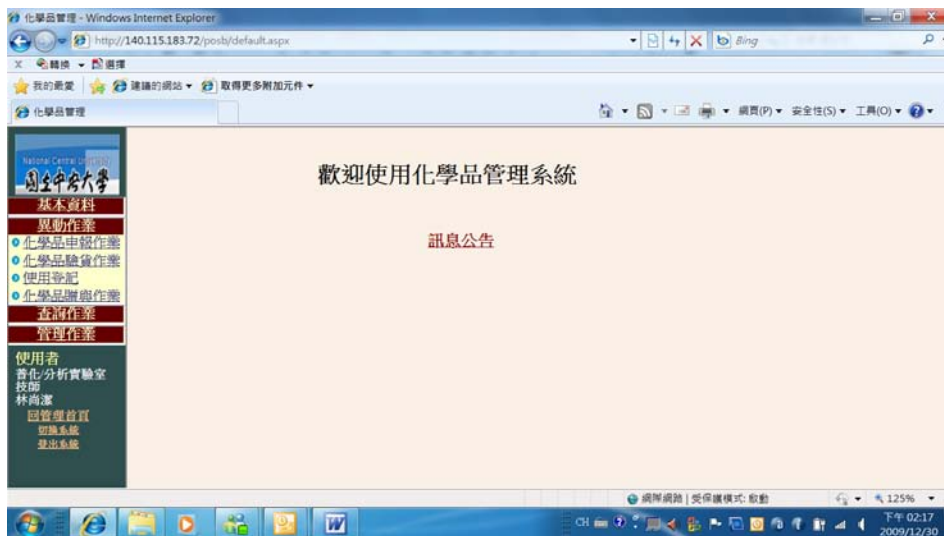 化學品管理 - Windows Internet Explorer
http://140.115.183.72/posb/default.aspx
Bing
x 轉換 選擇
我的最愛 建議的網站 取得更多附加元件
化學品管理
網頁(P) 安全性(S) 工具(O)
National Central University
國立中央大學
基本資料
異動作業
化學品申報作業
化學品驗貨作業
使用登記
化學品贈與作業
查詢作業
管理作業
使用者
普化/分析實驗室
技師
林尚潔
回管理首頁
切換系統
登出系統
歡迎使用化學品管理系統
訊息公告
網際網路 | 受保護模式: 啟動
125%
CH
下午 02:17
2009/12/30